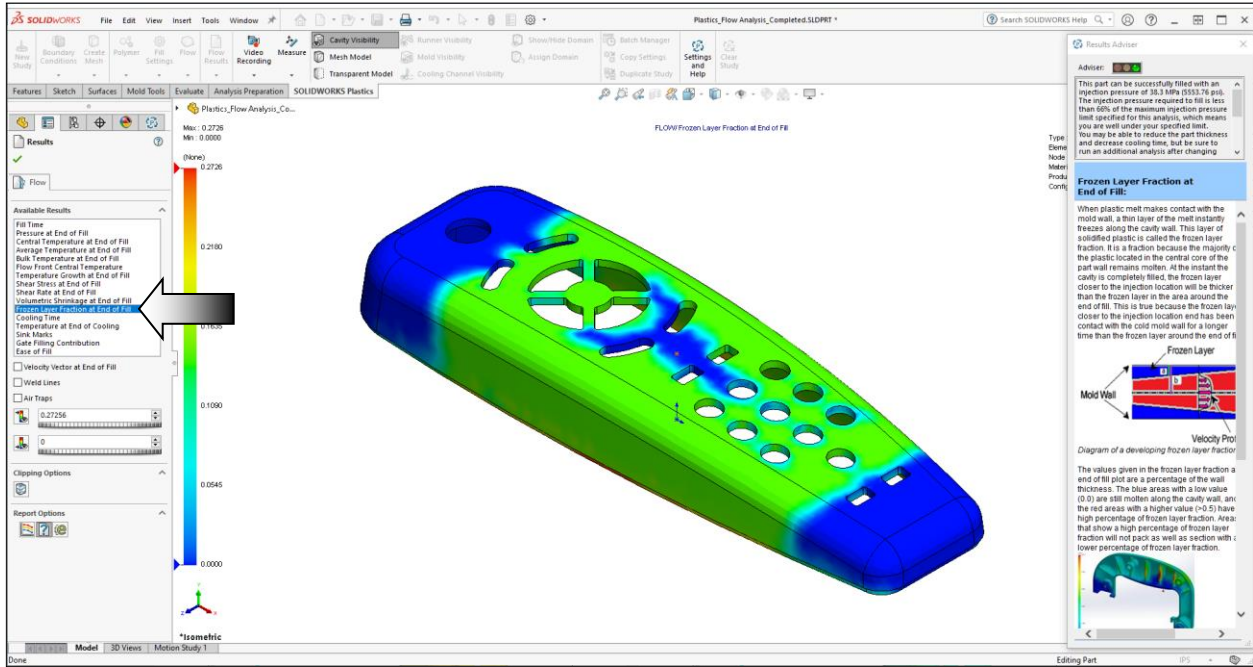 SOLIDWORKS File Edit View Insert Tools Window
Plastics_Flow Analysis_Completed.SLDPRT *
Search SOLIDWORKS Help
New Study
Boundary Conditions
Create Mesh
Polymer
Fill Settings
Flow
Flow Results
Video Recording
Measure
Cavity Visibility
Mesh Model
Transparent Model
Runner Visibility
Mold Visibility
Cooling Channel Visibility
Show/Hide Domain
Assign Domain
Batch Manager
Copy Settings
Duplicate Study
Settings and Help
Clear Study
Features Sketch Surfaces Mold Tools Evaluate Analysis Preparation SOLIDWORKS Plastics
Plastics_Flow Analysis_Co...
Results
Flow
Available Results
Fill Time
Pressure at End of Fill
Central Temperature at End of Fill
Average Temperature at End of Fill
Bulk Temperature at End of Fill
Flow Front Central Temperature
Temperature Growth at End of Fill
Shear Stress at End of Fill
Shear Rate at End of Fill
Volumetric Shrinkage at End of Fill
Frozen Layer Fraction at End of Fill
Cooling Time
Temperature at End of Cooling
Sink Marks
Gate Filling Contribution
Ease of Fill
Velocity Vector at End of Fill
Weld Lines
Air Traps
0.27256
0
Clipping Options
Report Options
Max : 0.2726
Min : 0.0000
(None)
0.2726
0.2180
0.1635
0.1090
0.0545
0.0000
FLOW/Frozen Layer Fraction at End of Fill
Type
Eleme
Node
Mater
Produ
Config
*Isometric
Results Adviser
Adviser:
This part can be successfully filled with an
injection pressure of 38.3 MPa (5553.76 psi).
The injection pressure required to fill is less
than 66% of the maximum injection pressure
limit specified for this analysis, which means
you are well under your specified limit.
You may be able to reduce the part thickness
and decrease cooling time, but be sure to
run an additional analysis after changing
Frozen Layer Fraction at
End of Fill:
When plastic melt makes contact with the
mold wall, a thin layer of the melt instantly
freezes along the cavity wall. This layer of
solidified plastic is called the frozen layer
fraction. It is a fraction because the majority o
the plastic located in the central core of the
part wall remains molten. At the instant the
cavity is completely filled, the frozen layer
closer to the injection location will be thicker
than the frozen layer in the area around the
end of fill. This is true because the frozen laye
closer to the injection location end has been
contact with the cold mold wall for a longer
time than the frozen layer around the end of fi
Frozen Layer
Mold Wall
a
b
Velocity Prof
Diagram of a developing frozen layer fraction
The values given in the frozen layer fraction a
end of fill plot are a percentage of the wall
thickness. The blue areas with a low value
(0.0) are still molten along the cavity wall, and
the red areas with a higher value (>0.5) have
high percentage of frozen layer fraction. Areas
that show a high percentage of frozen layer
fraction will not pack as well as section with a
lower percentage of frozen layer fraction.
Model 3D Views Motion Study 1
Done
Editing Part
IPS